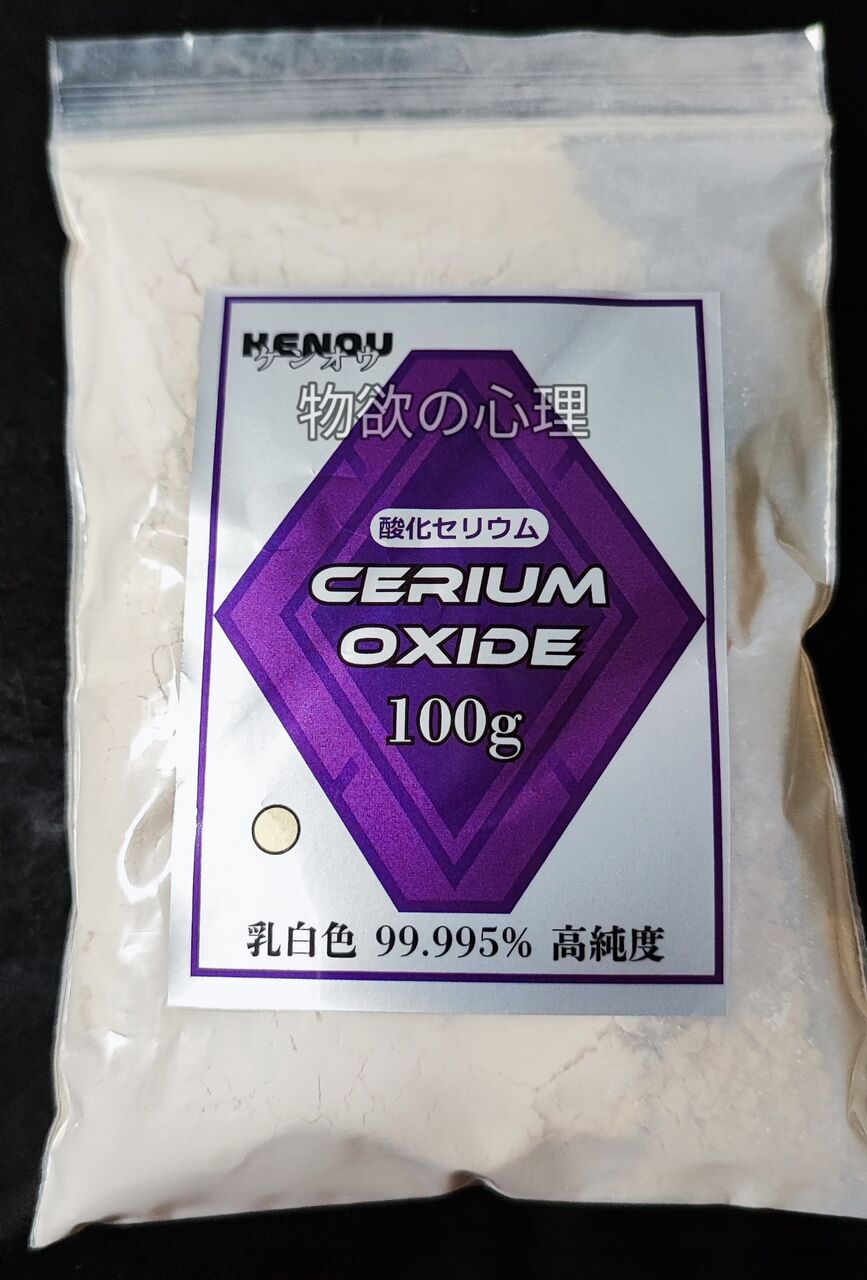 KENOU
ケンオウ
物欲の心理
酸化セリウム
CERIUM
OXIDE
100g
乳白色 99.995% 高純度